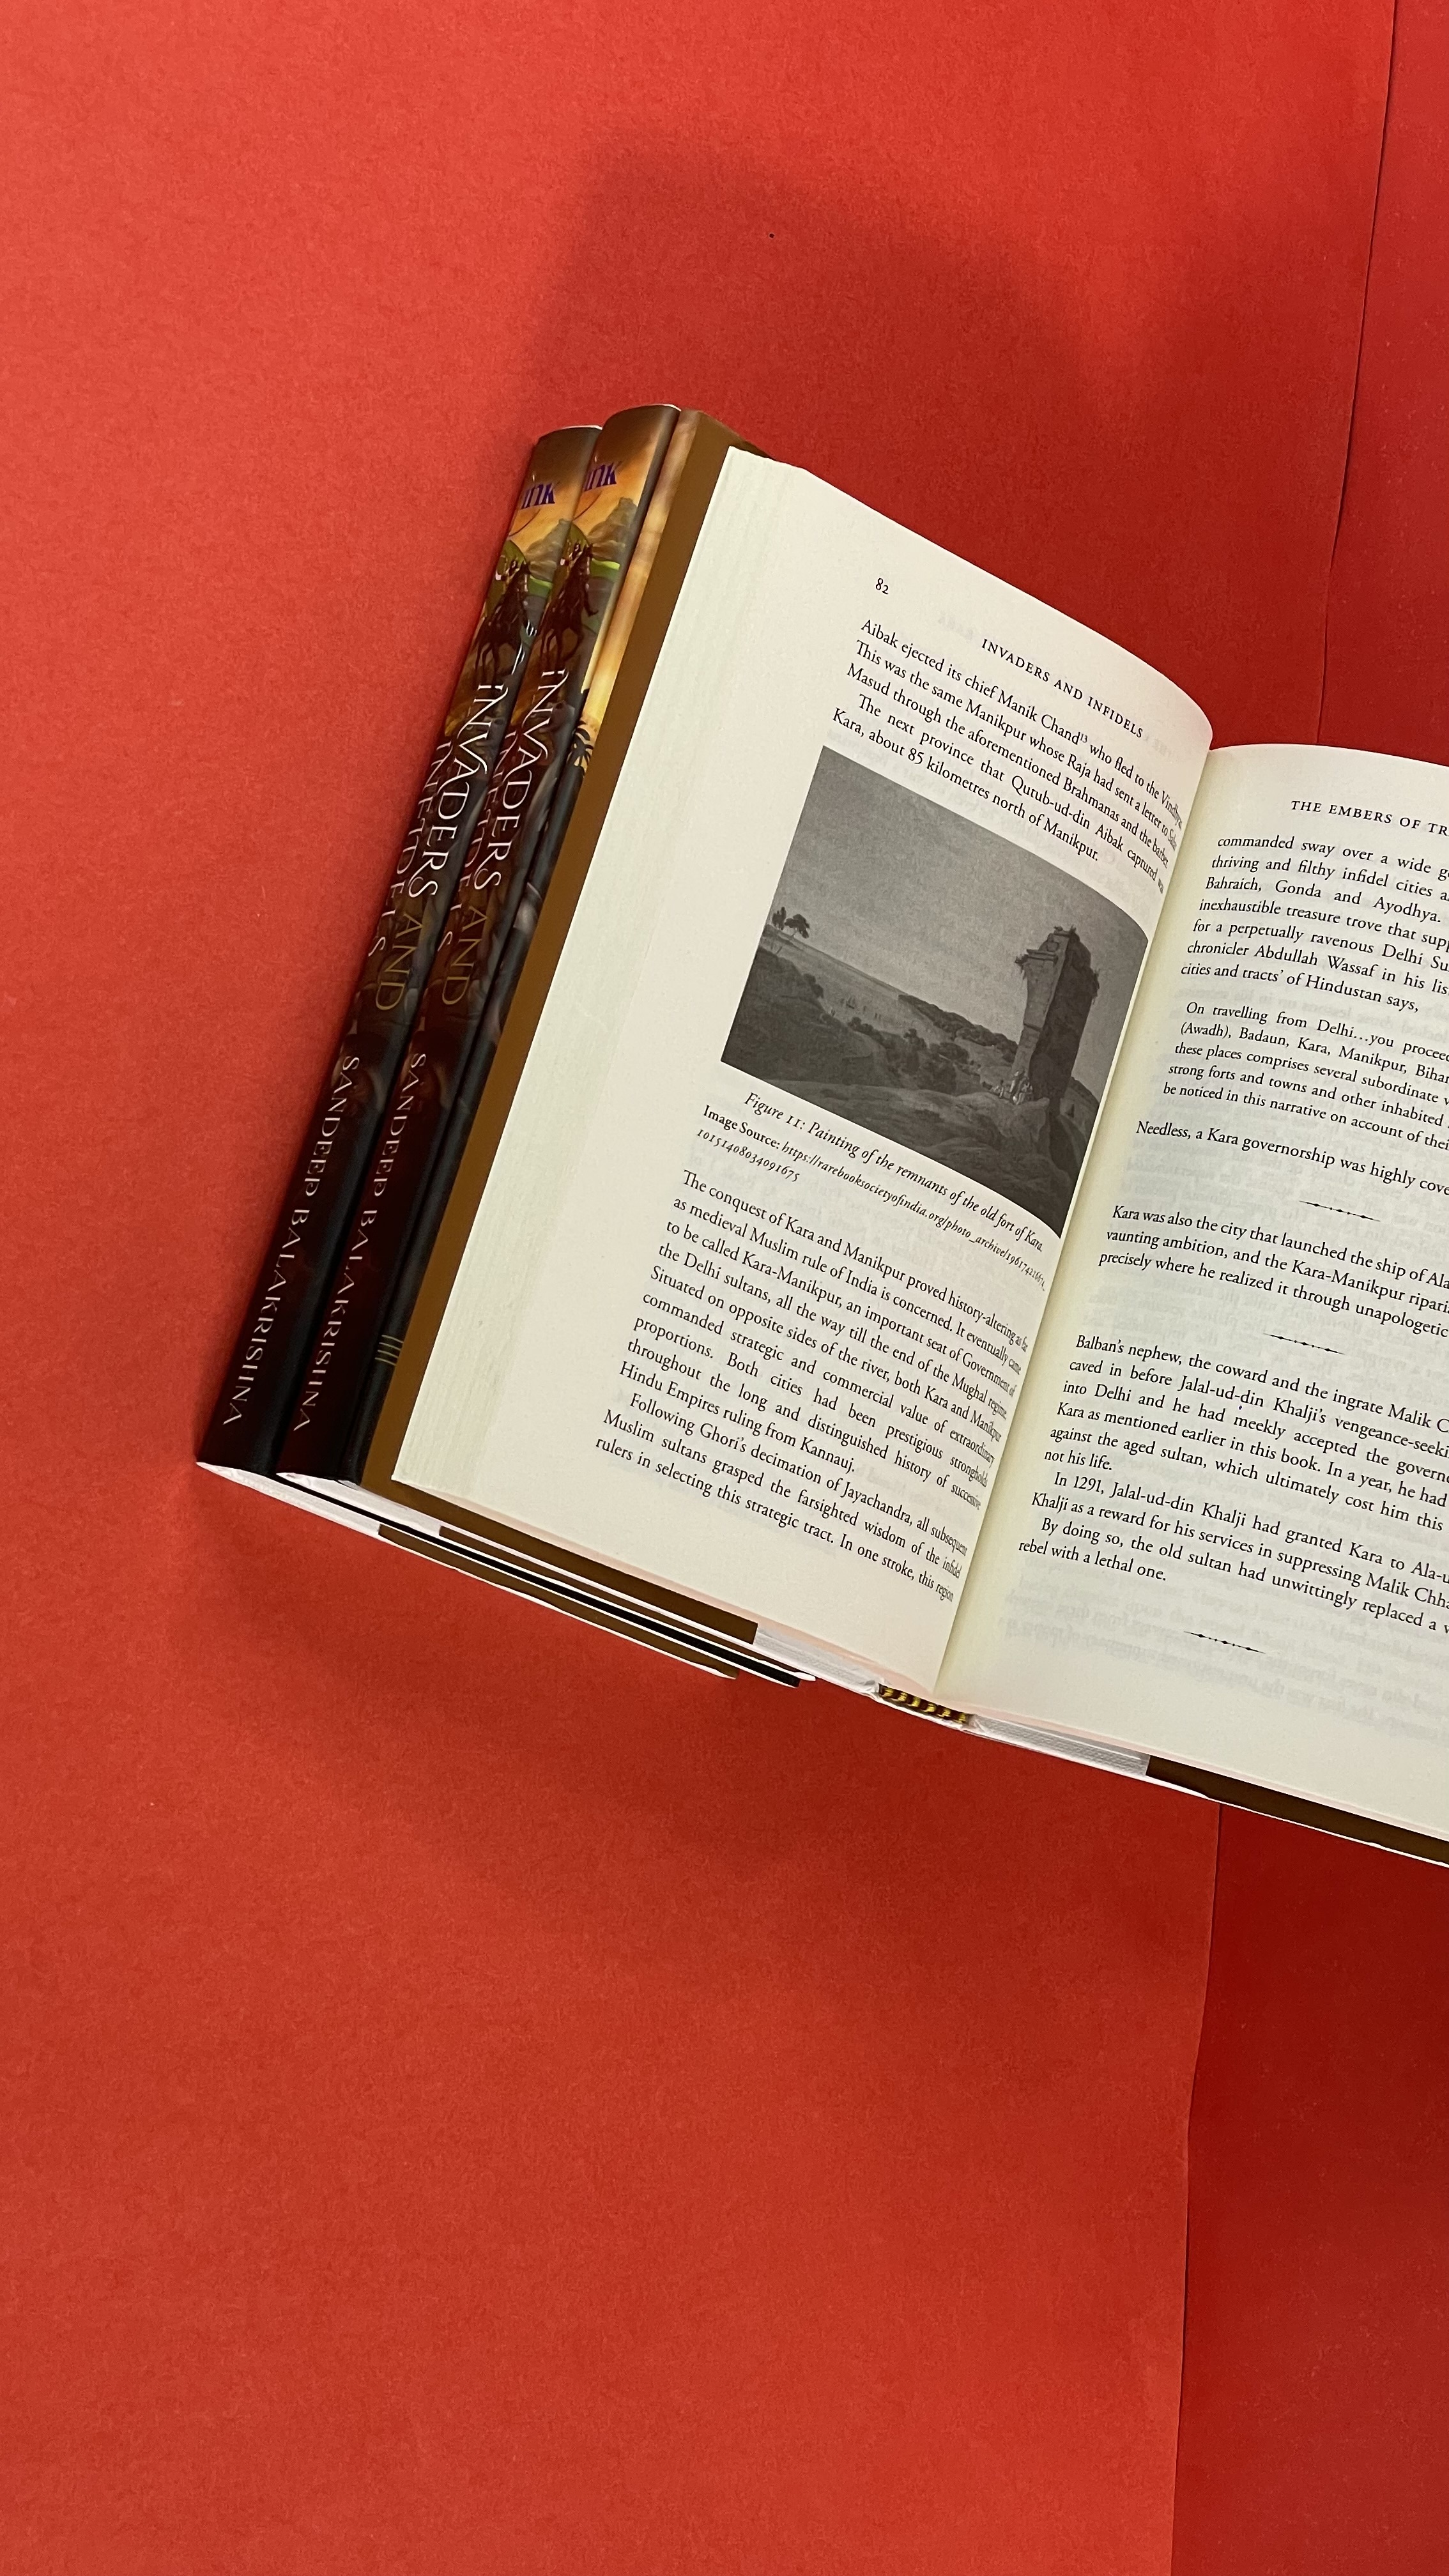 INK
INVADERS AND
INFIDELS
SANDEEP BALAKRISHNA
INK
INVADERS AND
INFIDELS
SANDEEP BALAKRISHNA
82
INVADERS AND INFIDELS
Aibak ejected its chief Manik Chand¹³ who fled to the Vindhyas.
This was the same Manikpur whose Raja had sent a letter to
Masud through the aforementioned Brahmanas and the barber.
The next province that Qutub-ud-din Aibak captured was
Kara, about 85 kilometres north of Manikpur.
Figure 11: Painting of the remnants of the old fort of Kara.
Image Source: https://rarebooksocietyofindia.org/photo_archive/
10151408034091675
The conquest of Kara and Manikpur proved history-altering as far
as medieval Muslim rule of India is concerned. It eventually came
to be called Kara-Manikpur, an important seat of Government of
the Delhi sultans, all the way till the end of the Mughal regime.
Situated on opposite sides of the river, both Kara and Manikpur
commanded strategic and commercial value of extraordinary
proportions. Both cities had been prestigious strongholds
throughout the long and distinguished history of successive
Hindu Empires ruling from Kannauj.
Following Ghori's decimation of Jayachandra, all subsequent
Muslim sultans grasped the farsighted wisdom of the infidel
rulers in selecting this strategic tract. In one stroke, this region
THE EMBERS OF TR
commanded sway over a wide g
thriving and filthy infidel cities a
Bahraich, Gonda and Ayodhya.
inexhaustible treasure trove that supp
for a perpetually ravenous Delhi Su
chronicler Abdullah Wassaf in his lis
cities and tracts' of Hindustan says,
On travelling from Delhi…you proceed
(Awadh), Badaun, Kara, Manikpur, Bihar
these places comprises several subordinate v
strong forts and towns and other inhabited
be noticed in this narrative on account of thei
Needless, a Kara governorship was highly cove
Kara was also the city that launched the ship of Ala
vaunting ambition, and the Kara-Manikpur ripari
precisely where he realized it through unapologetic
Balban's nephew, the coward and the ingrate Malik C
caved in before Jalal-ud-din Khalji's vengeance-seeki
into Delhi and he had meekly accepted the governo
Kara as mentioned earlier in this book. In a year, he had
against the aged sultan, which ultimately cost him this
not his life.
In 1291, Jalal-ud-din Khalji had granted Kara to Ala-u
Khalji as a reward for his services in suppressing Malik Chha
By doing so, the old sultan had unwittingly replaced a w
rebel with a lethal one.